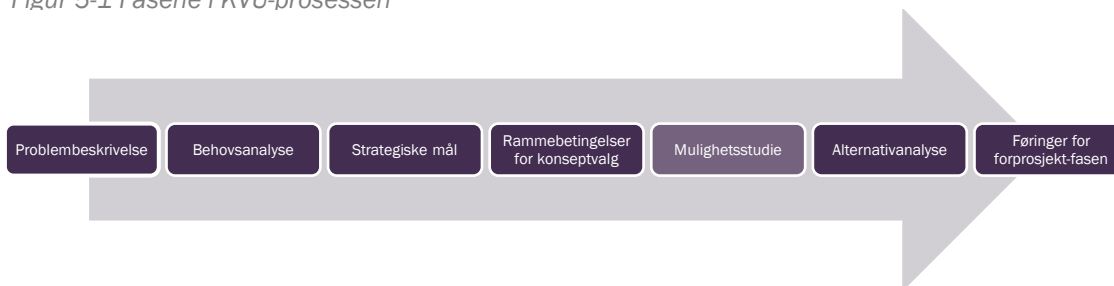 Figur 5-1 Fasene i KVU-prosessen
Problembeskrivelse
Behovsanalyse
Strategiske mål
Rammebetingelser
for konseptvalg
Mulighetsstudie
Alternativanalyse
Føringer for
forprosjekt-fasen